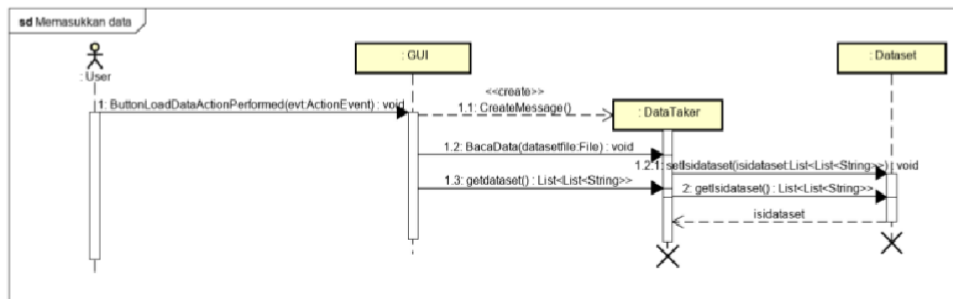 sd Memasukkan data
: User
: GUI
: Dataset
1: ButtonLoadDataActionPerformed(evt:ActionEvent) : void
<<create>>
1.1: CreateMessage()
: DataTaker
1.2: BacaData(datasetfile:File) : void
1.2.1: setIsidataset(isidataset:List<List<String>>) : void
1.3: getdataset() : List<List<String>>
2: getIsidataset() : List<List<String>>
isidataset